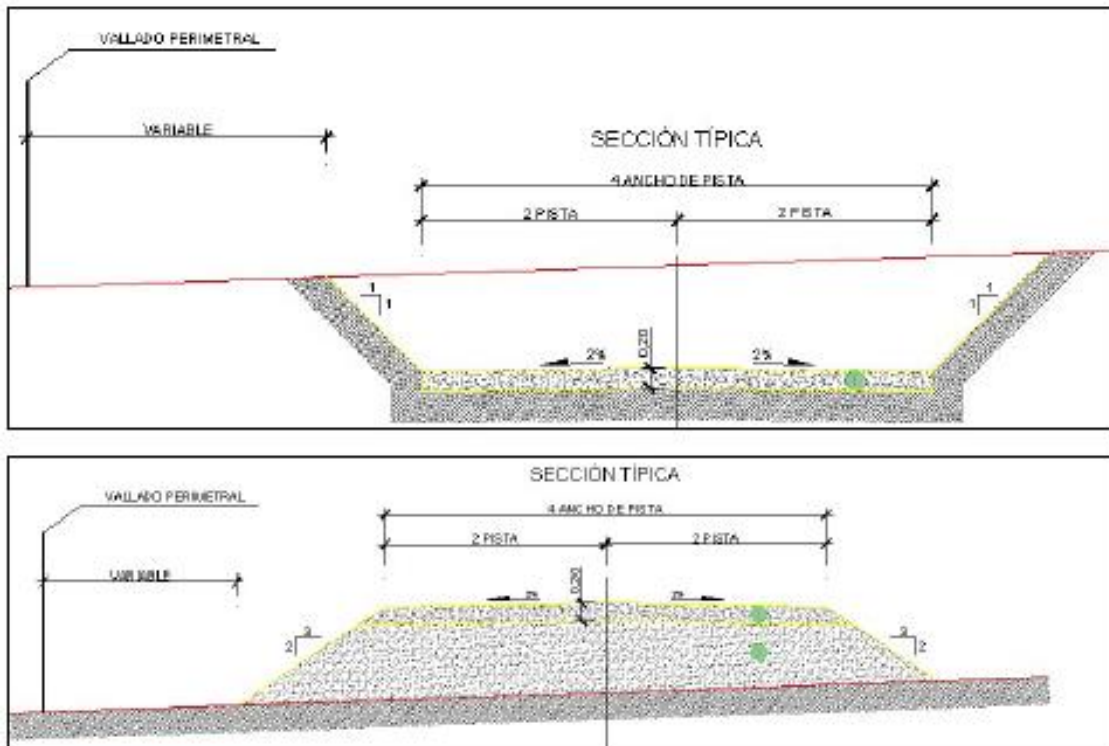 VALLADO PERIMETRAL
VARIABLE
SECCIÓN TÍPICA
4 ANCHO DE PISTA
2 PISTA
2 PISTA
1
1
1
1
2%
0,20
2%
SECCIÓN TÍPICA
VALLADO PERIMETRAL
4 ANCHO DE PISTA
2 PISTA
2 PISTA
VARIABLE
2%
0,20
2%
3
2
3
2